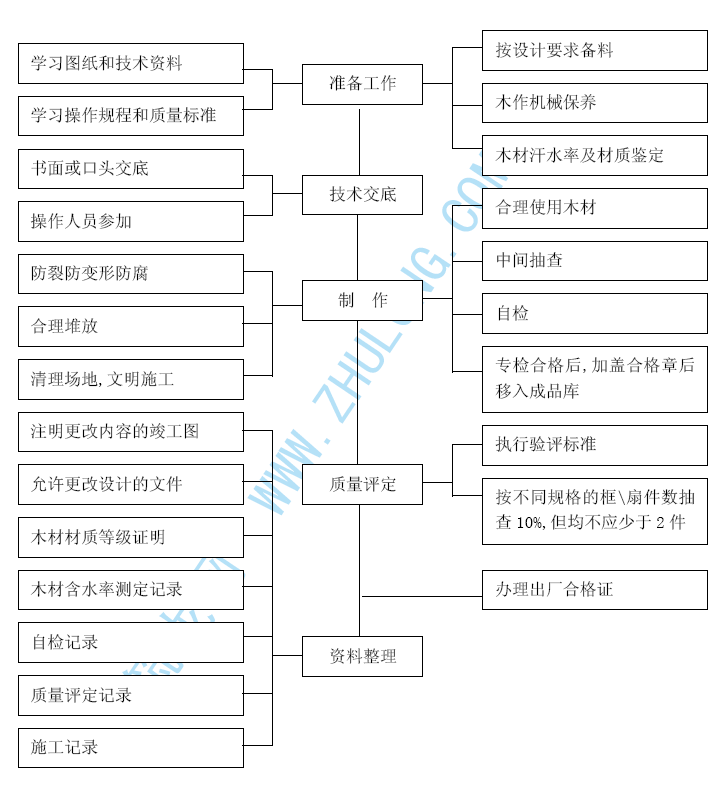 学习图纸和技术资料
学习操作规程和质量标准
书面或口头交底
操作人员参加
防裂防变形防腐
合理堆放
清理场地,文明施工
注明更改内容的竣工图
允许更改设计的文件
木材材质等级证明
木材含水率测定记录
自检记录
质量评定记录
施工记录
准备工作
技术交底
制 作
质量评定
资料整理
按设计要求备料
木作机械保养
木材汗水率及材质鉴定
合理使用木材
中间抽查
自检
专检合格后,加盖合格章后
移入成品库
执行验评标准
按不同规格的框\扇件数抽
查10%,但均不应少于2件
办理出厂合格证
WWW.ZHULONG.COM